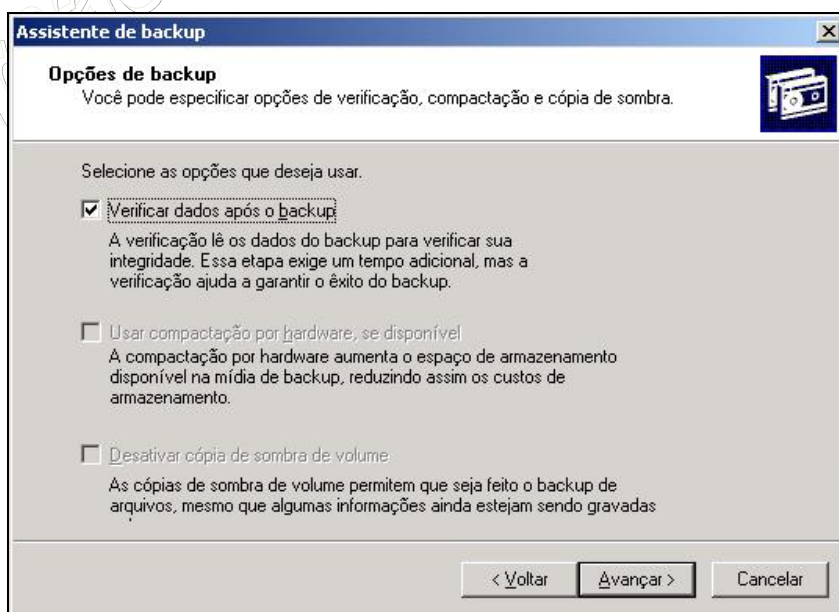 Assistente de backup
Opções de backup
Você pode especificar opções de verificação, compactação e cópia de sombra.
Selecione as opções que deseja usar.
Verificar dados após o backup
A verificação lê os dados do backup para verificar sua
integridade. Essa etapa exige um tempo adicional, mas a
verificação ajuda a garantir o êxito do backup.
Usar compactação por hardware, se disponível
A compactação por hardware aumenta o espaço de armazenamento
disponível na mídia de backup, reduzindo assim os custos de
armazenamento.
Desativar cópia de sombra de volume
As cópias de sombra de volume permitem que seja feito o backup de
arquivos, mesmo que algumas informações ainda estejam sendo gravadas
< Voltar Avançar > Cancelar